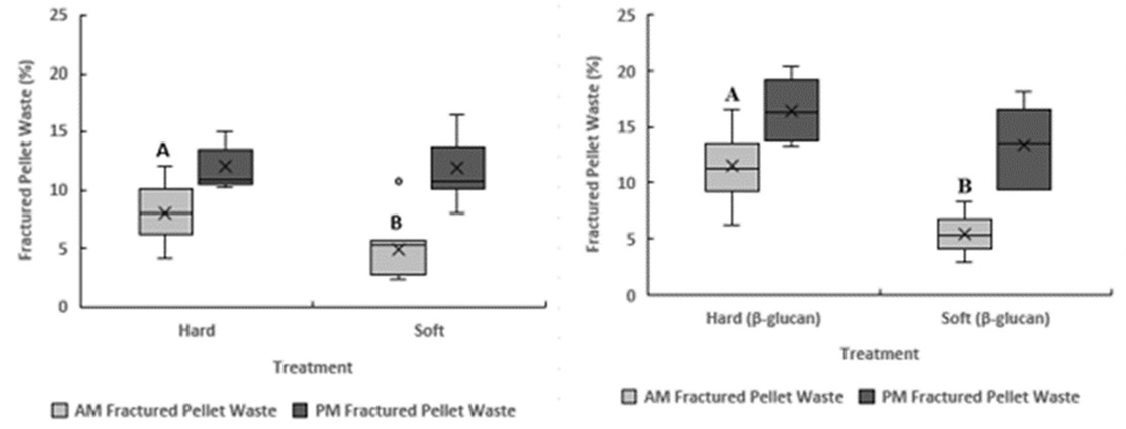 25
20
15
10
5
0
Fractured Pellet Waste (%)
A
B
Hard Soft
Treatment
AM Fractured Pellet Waste PM Fractured Pellet Waste
25
20
15
10
5
0
Fractured Pellet Waste (%)
A
B
Hard (β-glucan) Soft (β-glucan)
Treatment
AM Fractured Pellet Waste PM Fractured Pellet Waste